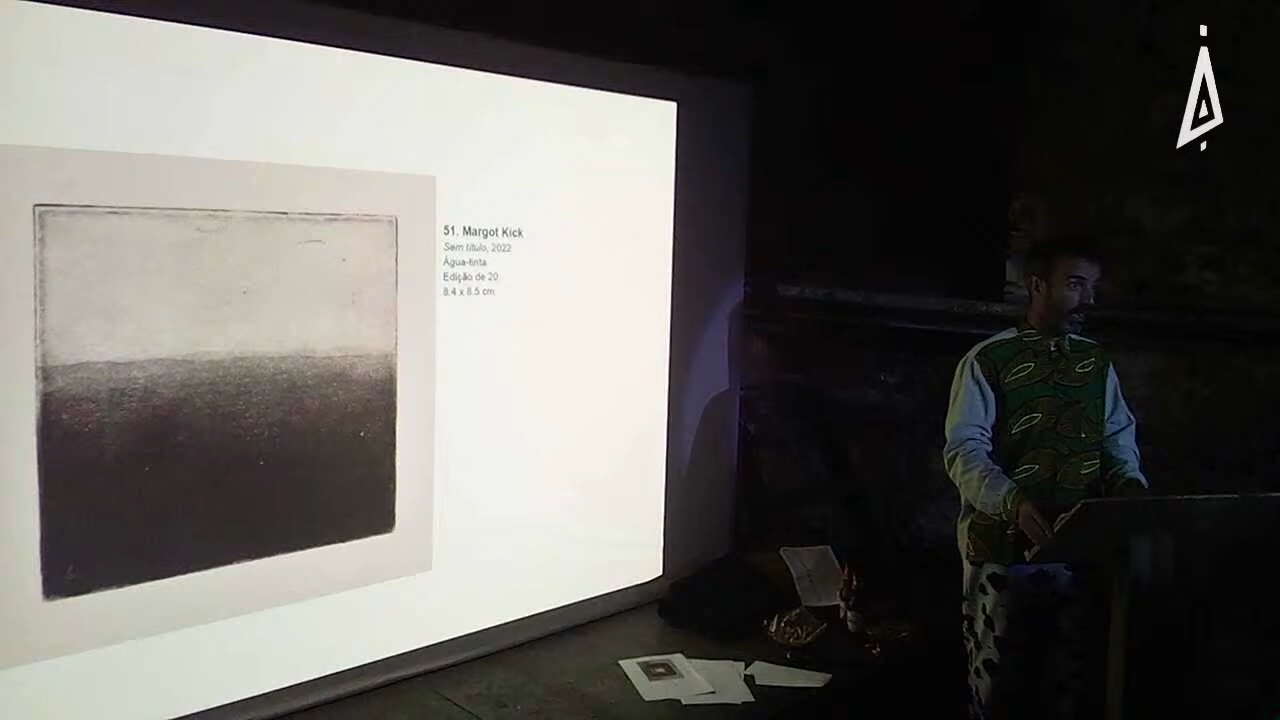 51. Margot Kick
Sem título, 2022
Água-tinta
Edição de 20
8.4 x 8.5 cm